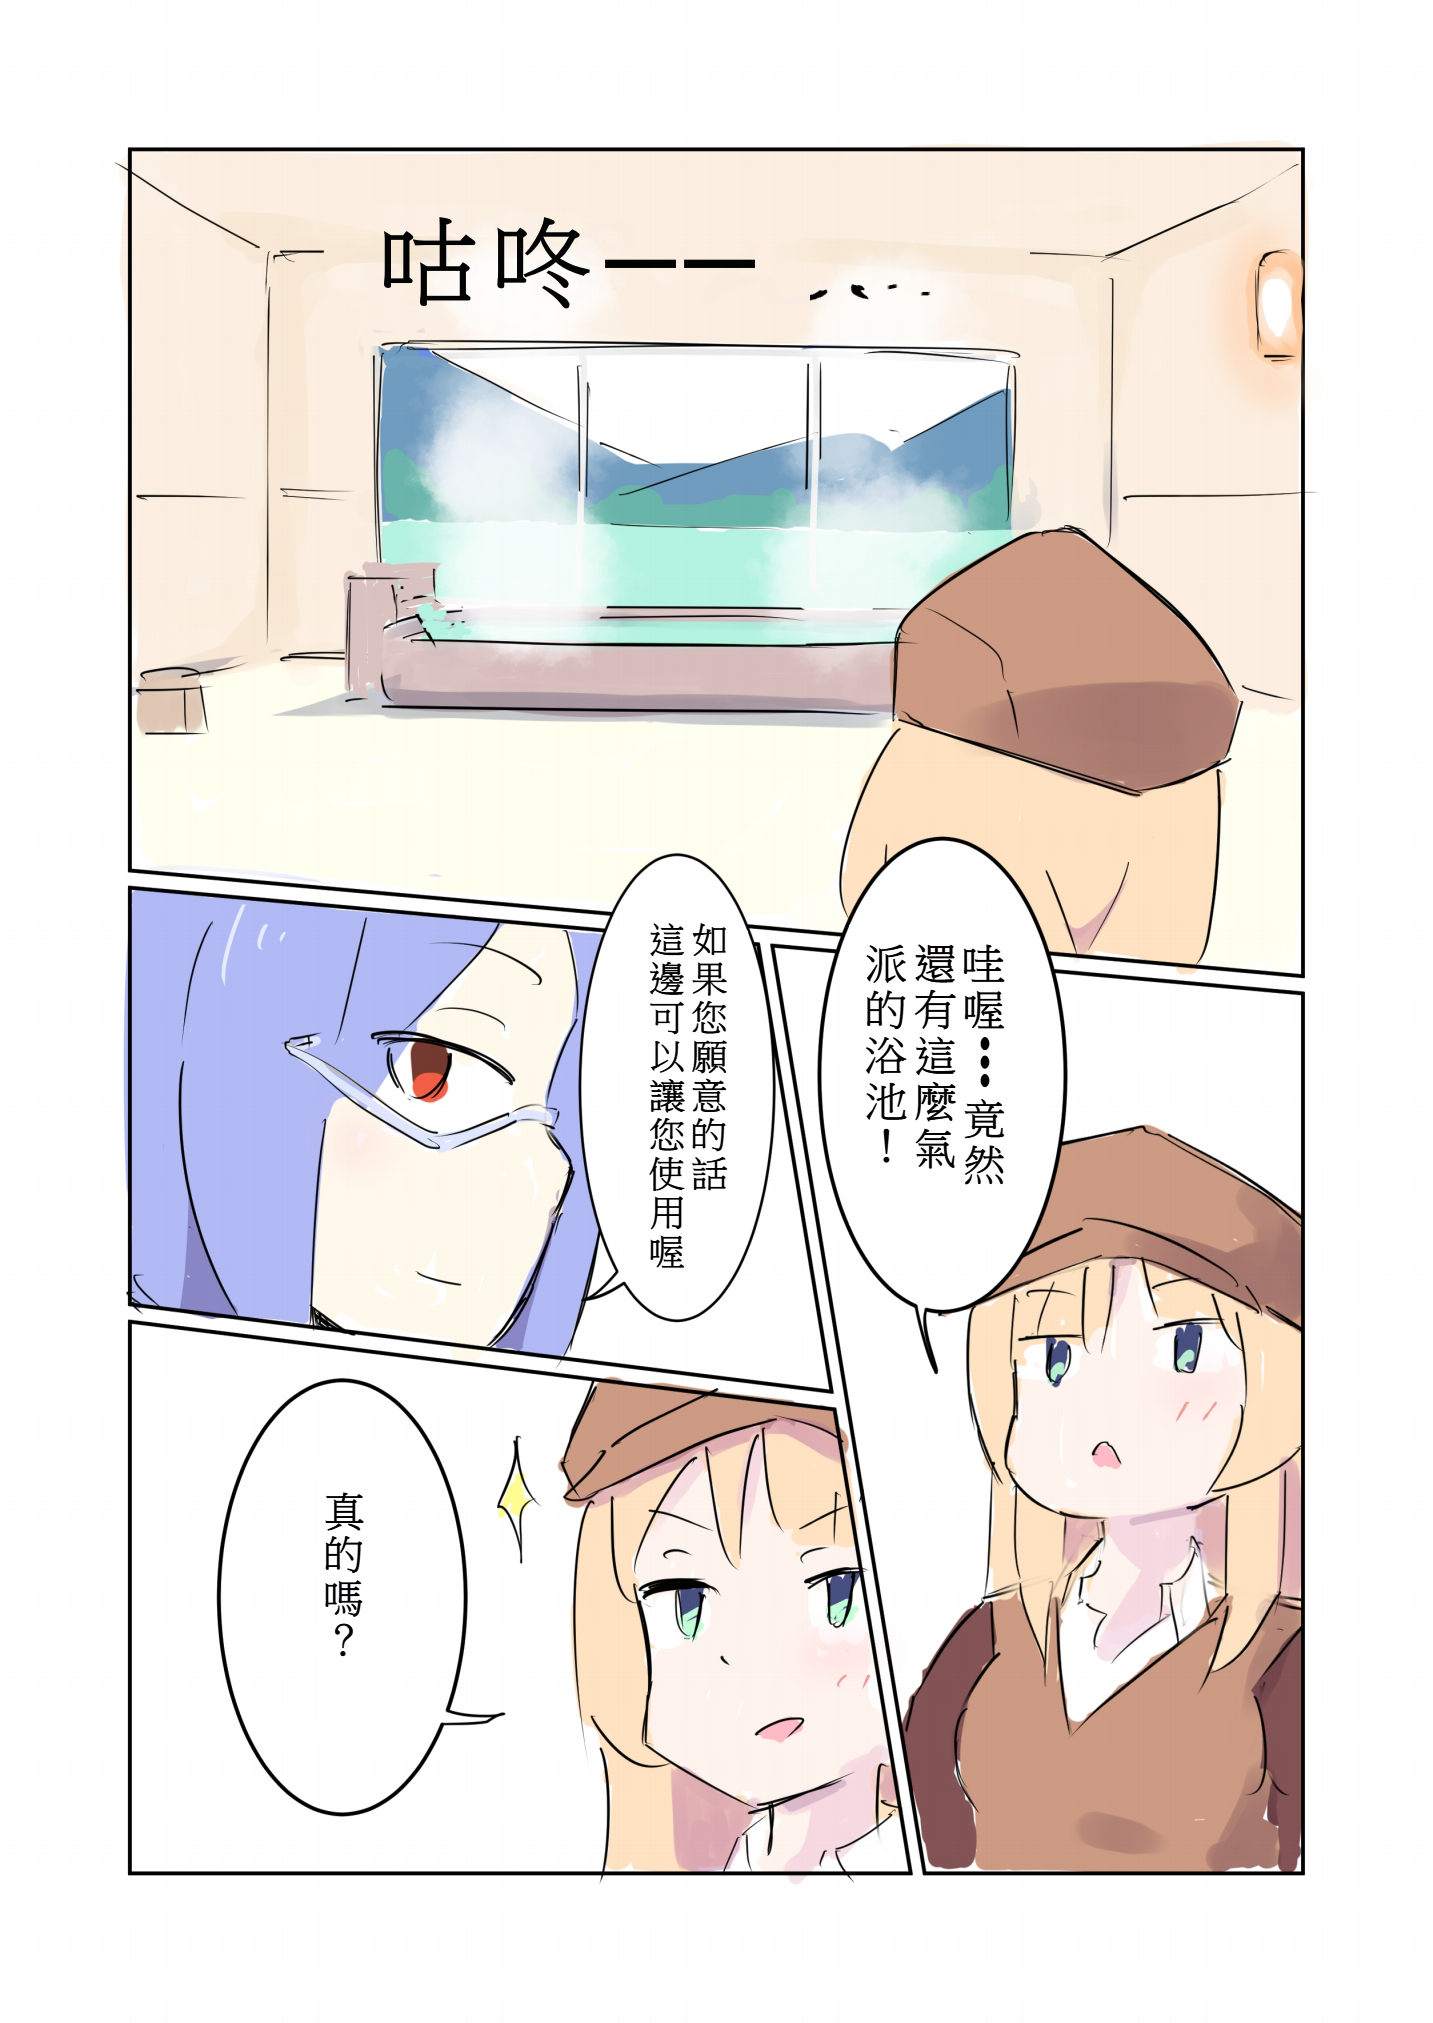 咕咚——
哇喔⋯竟然
還有這麼氣
派的浴池！
如果您願意的話
這邊可以讓您使用喔
真的嗎？